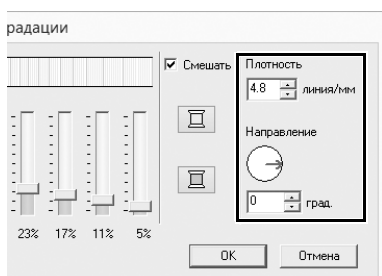 радации
Смешать
Плотность
4.8 линия/мм
Направление
0 град.
23% 17% 11% 5%
OK Отмена